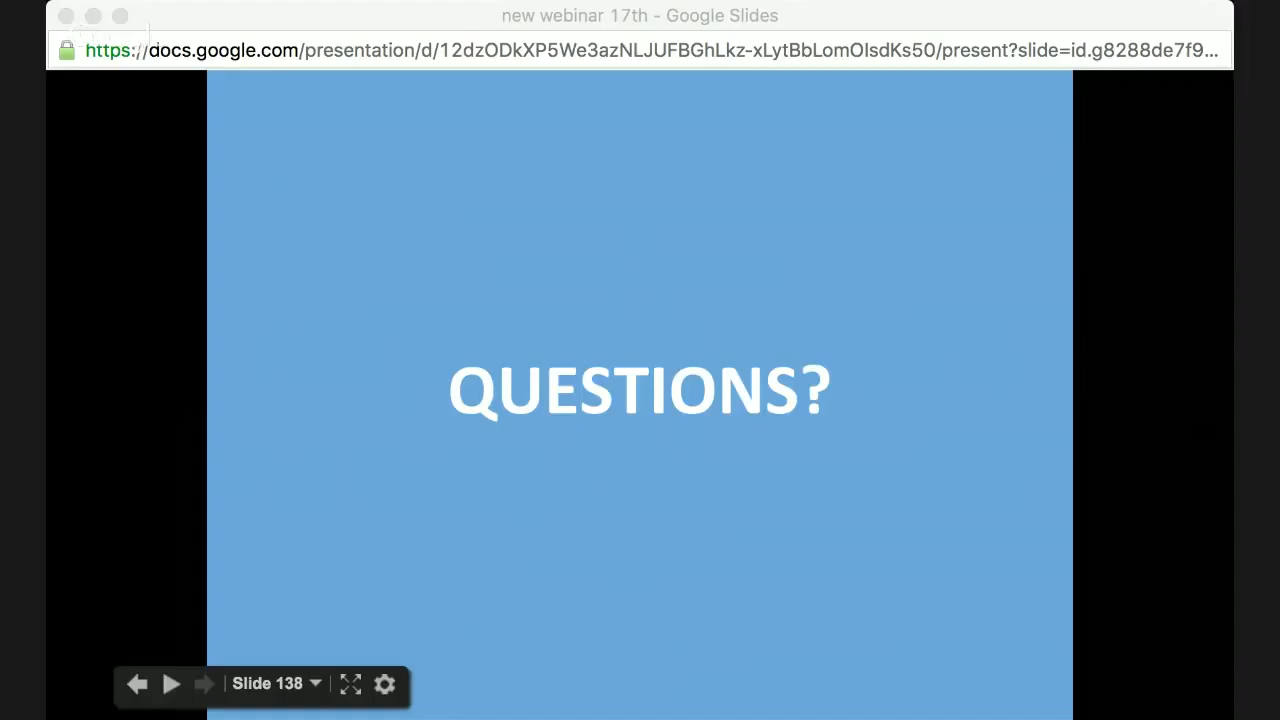 new webinar 17th - Google Slides
https://docs.google.com/presentation/d/12dzODkXP5We3azNLJUFBGhLkz-xLytBbLomOIsdKs50/present?slide=id.g8288de7f9...
QUESTIONS?
Slide 138